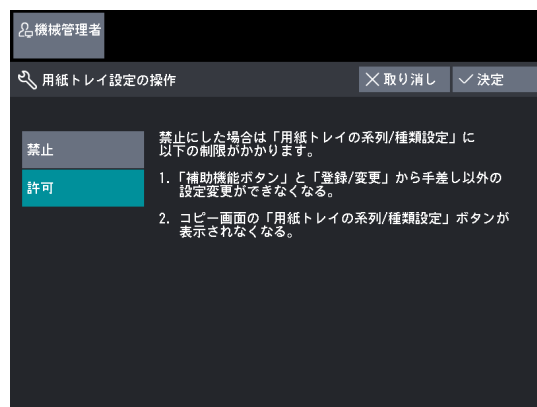 機械管理者
用紙トレイ設定の操作
取り消し
決定
禁止
許可
禁止にした場合は「用紙トレイの系列/種類設定」に
以下の制限がかかります。
1. 「補助機能ボタン」と「登録/変更」から手差し以外の
設定変更ができなくなる。
2. コピー画面の「用紙トレイの系列/種類設定」ボタンが
表示されなくなる。